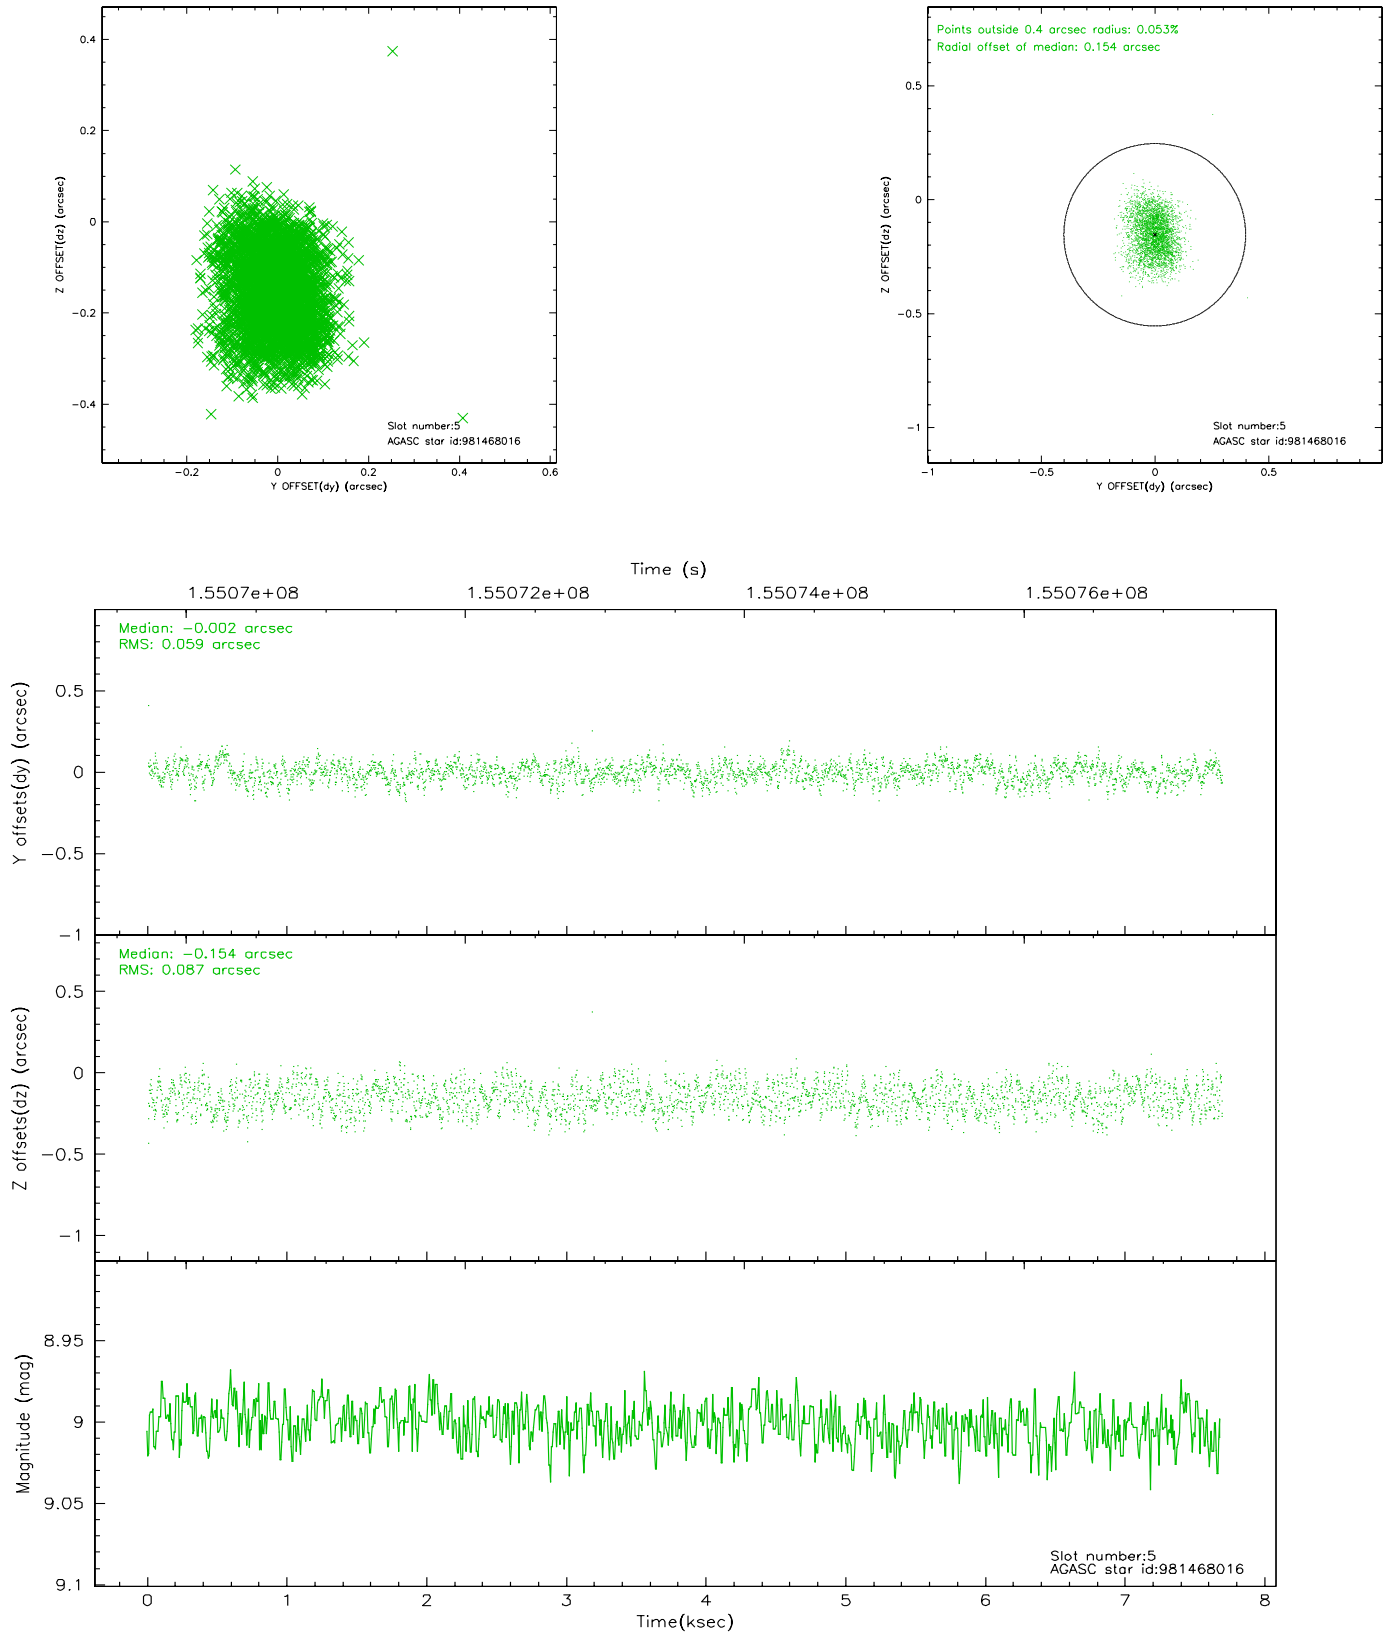 0.4
0.2
0
−0.2
−0.4
Z OFFSET(dz) (arcsec)
Slot number:5
AGASC star id:981468016
−0.2 0 0.2 0.4 0.6
Y OFFSET(dy) (arcsec)
Points outside 0.4 arcsec radius: 0.053%
Radial offset of median: 0.154 arcsec
0.5
0
−0.5
−1
Z OFFSET(dz) (arcsec)
Slot number:5
AGASC star id:981468016
−1 −0.5 0 0.5
Y OFFSET(dy) (arcsec)
Time (s)
1.5507e+08 1.55072e+08 1.55074e+08 1.55076e+08
Median: −0.002 arcsec
RMS: 0.059 arcsec
0.5
0
−0.5
−1
Y offsets(dy) (arcsec)
Median: −0.154 arcsec
RMS: 0.087 arcsec
0.5
0
−0.5
−1
Z offsets(dz) (arcsec)
8.95
9
9.05
9.1
Magnitude (mag)
Slot number:5
AGASC star id:981468016
0 1 2 3 4 5 6 7 8
Time(ksec)